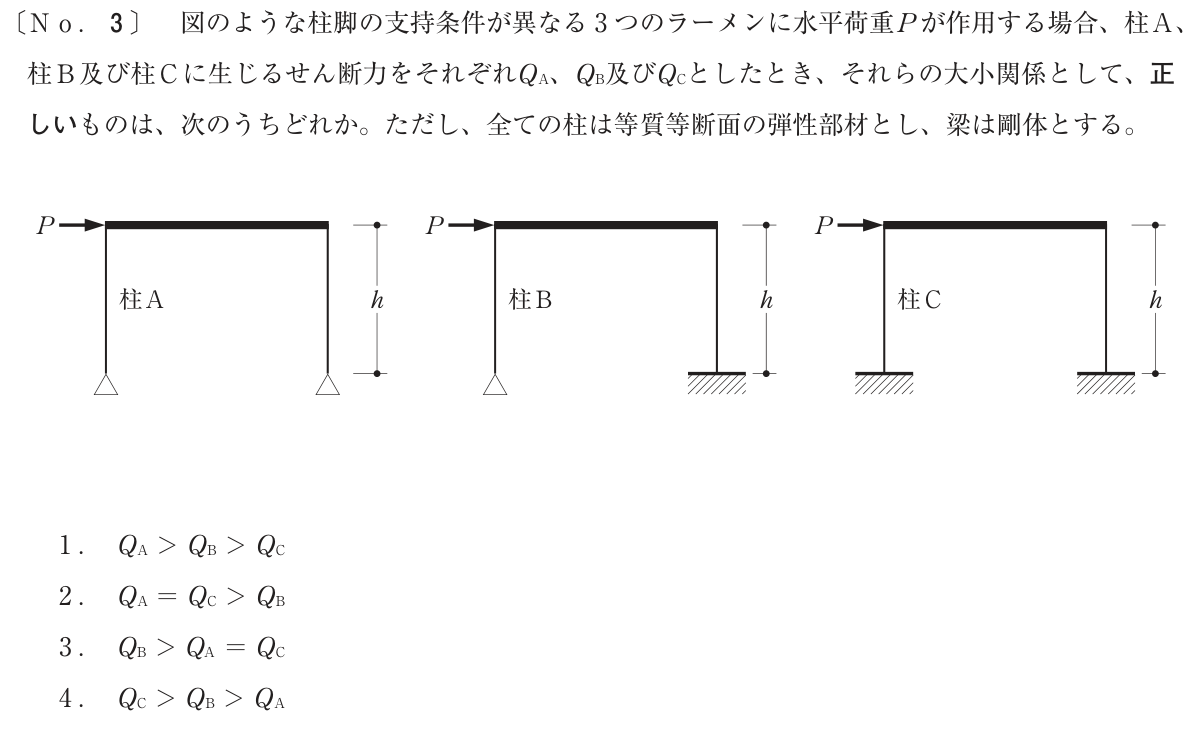 〔Ｎｏ．３〕　図のような柱脚の支持条件が異なる３つのラーメンに水平荷重Pが作用する場合、柱Ａ、
柱Ｂ及び柱Ｃに生じるせん断力をそれぞれQA、QB及びQCとしたとき、それらの大小関係として、正
しいものは、次のうちどれか。ただし、全ての柱は等質等断面の弾性部材とし、梁は剛体とする。
P　P　P
柱Ａ　h　柱Ｂ　h　柱Ｃ　h
１．　QA > QB > QC
２．　QA = QC > QB
３．　QB > QA = QC
４．　QC > QB > QA